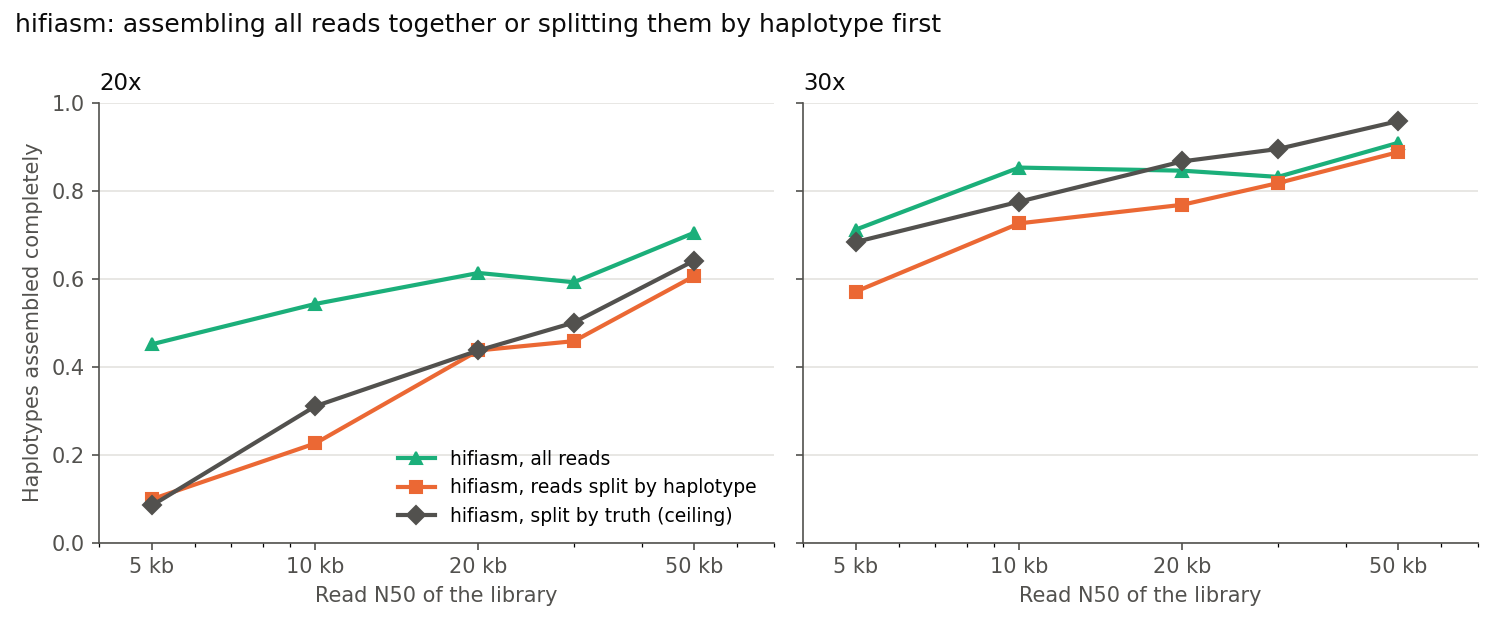 hifiasm: assembling all reads together or splitting them by haplotype first
20x
30x
Haplotypes assembled completely
1.0
0.8
0.6
0.4
0.2
0.0
hifiasm, all reads
hifiasm, reads split by haplotype
hifiasm, split by truth (ceiling)
5 kb 10 kb 20 kb 50 kb
5 kb 10 kb 20 kb 50 kb
Read N50 of the library
Read N50 of the library